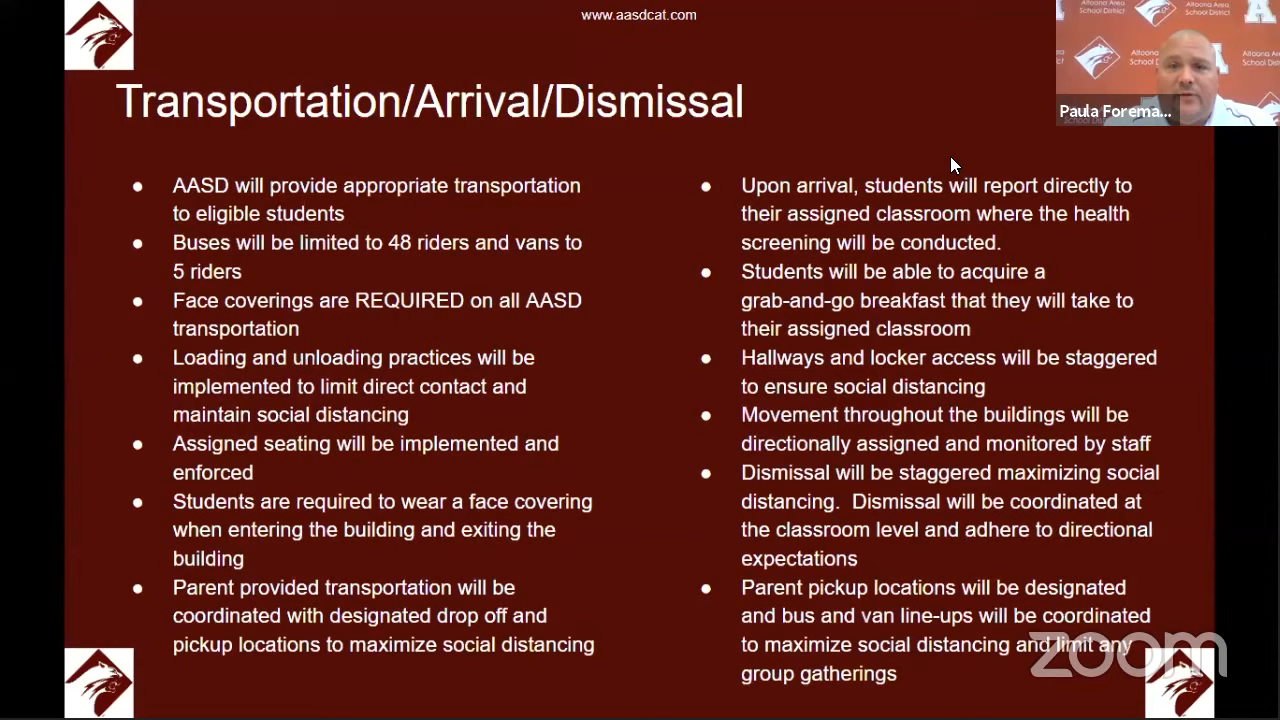 www.aasdcat.com
Altoona Area
School District
A
Altoona
School D
A
Altoona Area
School Dist
Paula Forema...
Transportation/Arrival/Dismissal
● AASD will provide appropriate transportation
to eligible students
● Buses will be limited to 48 riders and vans to
5 riders
● Face coverings are REQUIRED on all AASD
transportation
● Loading and unloading practices will be
implemented to limit direct contact and
maintain social distancing
● Assigned seating will be implemented and
enforced
● Students are required to wear a face covering
when entering the building and exiting the
building
● Parent provided transportation will be
coordinated with designated drop off and
pickup locations to maximize social distancing
● Upon arrival, students will report directly to
their assigned classroom where the health
screening will be conducted.
● Students will be able to acquire a
grab-and-go breakfast that they will take to
their assigned classroom
● Hallways and locker access will be staggered
to ensure social distancing
● Movement throughout the buildings will be
directionally assigned and monitored by staff
● Dismissal will be staggered maximizing social
distancing. Dismissal will be coordinated at
the classroom level and adhere to directional
expectations
● Parent pickup locations will be designated
and bus and van line-ups will be coordinated
to maximize social distancing and limit any
group gatherings
zoom